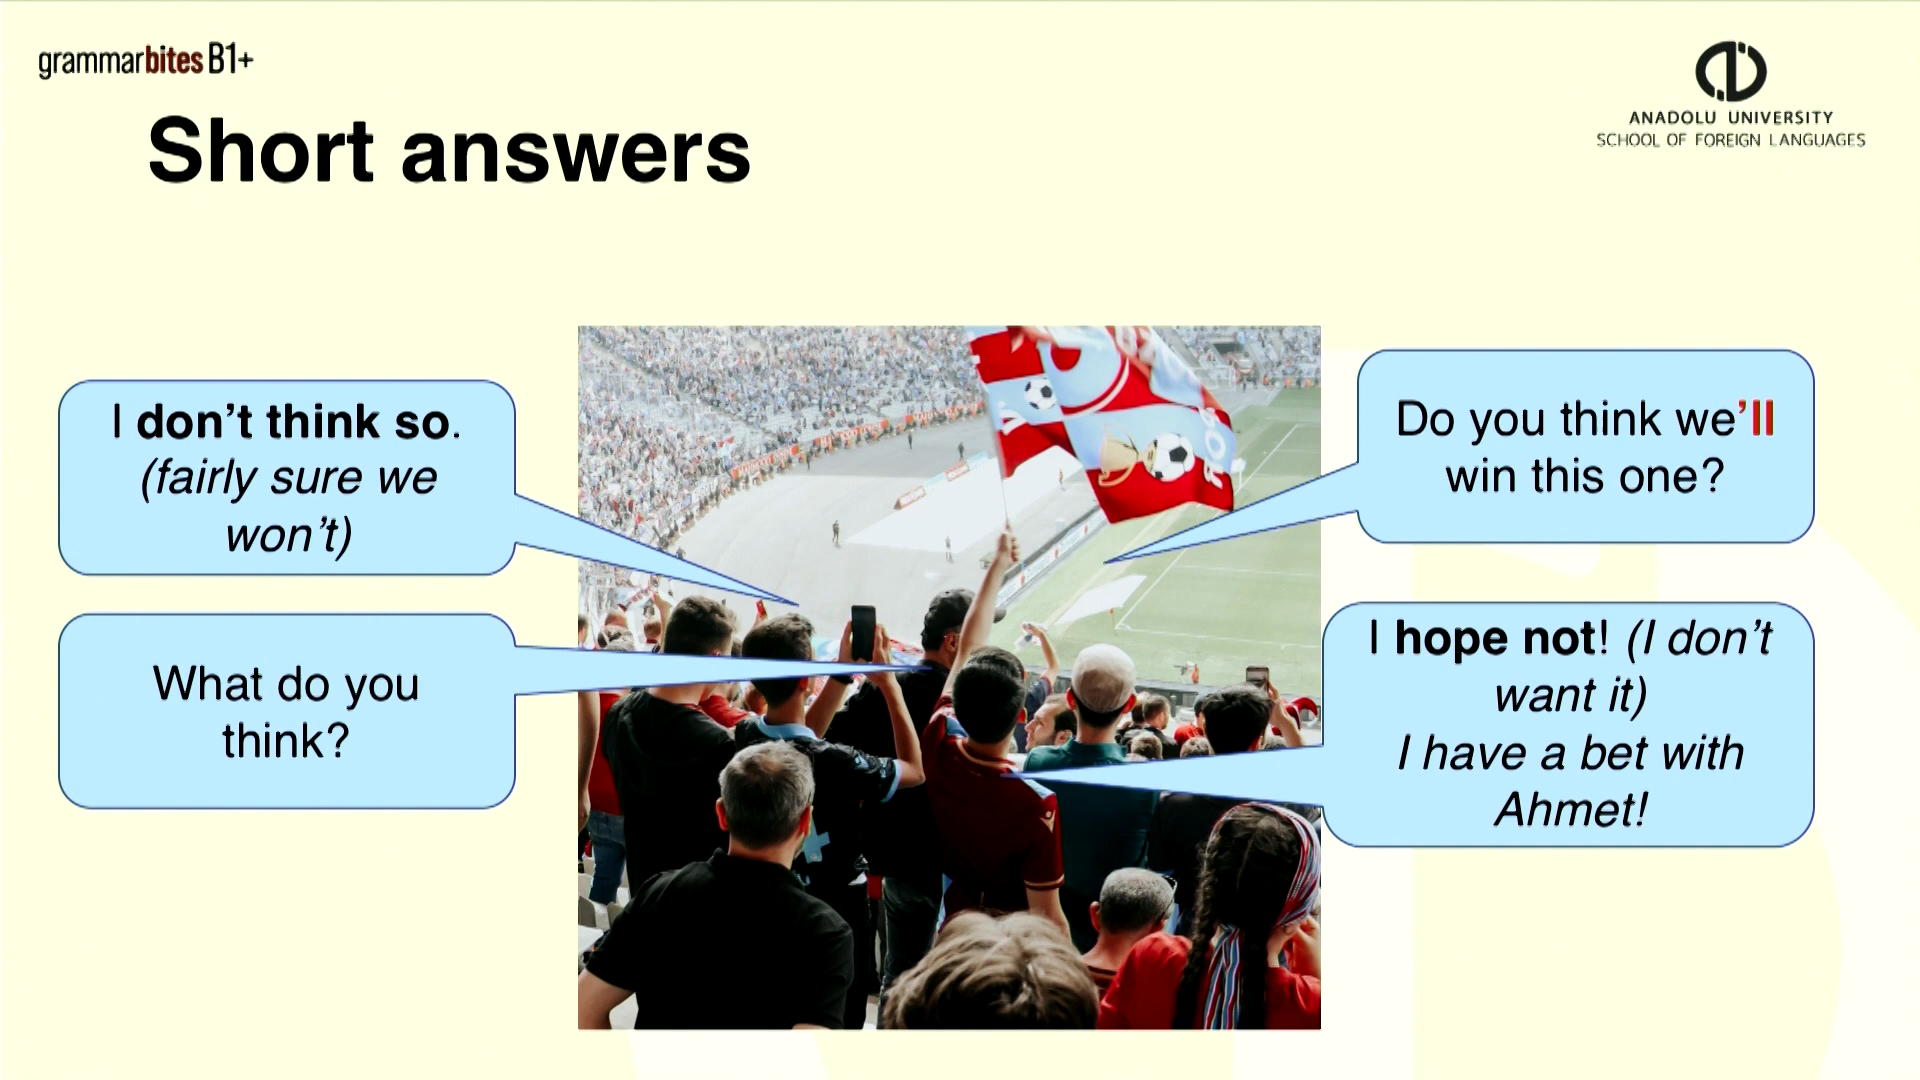 grammarbites B1+
ANADOLU UNIVERSITY
SCHOOL OF FOREIGN LANGUAGES
Short answers
I don’t think so.
(fairly sure we
won’t)
Do you think we’ll
win this one?
What do you
think?
I hope not! (I don’t
want it)
I have a bet with
Ahmet!